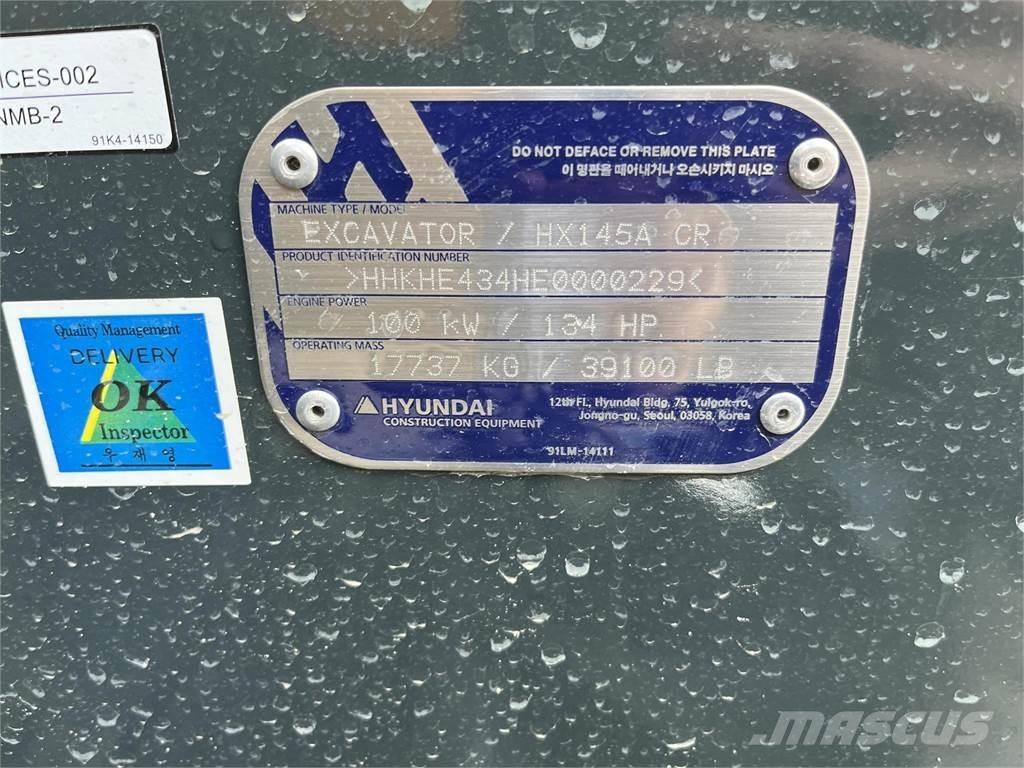 ICES-002
NMB-2
91K4-14150
DO NOT DEFACE OR REMOVE THIS PLATE
이 명판을 떼어내거나 오손시키지 마시오
MACHINE TYPE / MODEL
EXCAVATOR / HX145A CR
PRODUCT IDENTIFICATION NUMBER
>HHKHE434HE0000229<
ENGINE POWER
100 kW / 134 HP
OPERATING MASS
17737 KG / 39100 LB
HYUNDAI
CONSTRUCTION EQUIPMENT
12th Fl., Hyundai Bldg. 75, Yulgok-ro,
Jongno-gu, Seoul, 03058, Korea
91LM-14111
Quality Management
DELIVERY
OK
Inspector
우 재 영
MASCUS